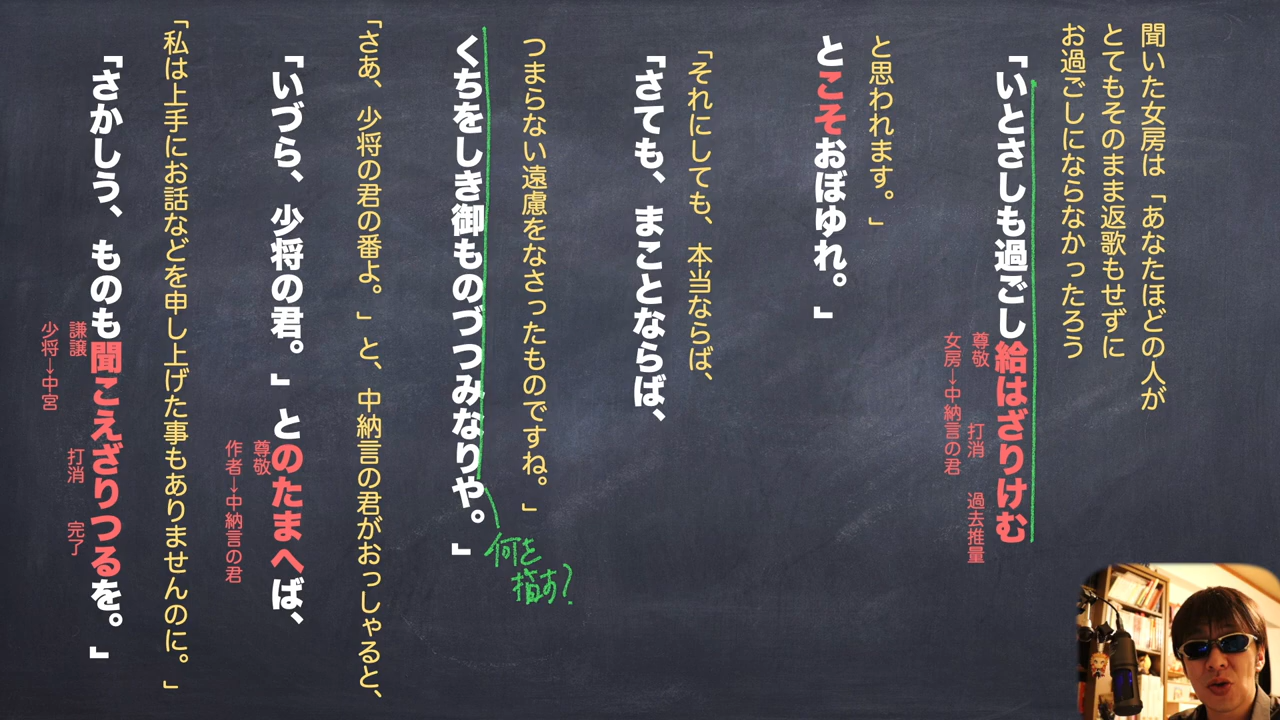 聞いた女房は「あなたほどの人が
とてもそのまま返歌もせずに
お過ごしにならなかったろう
「いとさしも過ごし給はざりけむ
尊敬 打消 過去推量
女房→中納言の君
と思われます。」
とこそおぼゆれ。」
「それにしても、本当ならば、
「さても、まことならば、
つまらない遠慮をなさったものですね。」
くちをしき御ものづつみなりや。」
何を
指す?
「さあ、少将の君の番よ。」と、中納言の君がおっしゃると、
「いづら、少将の君。」とのたまへば、
尊敬
作者→中納言の君
「私は上手にお話などを申し上げた事もありませんのに。」
「さかしう、ものも聞こえざりつるを。」
謙譲 打消 完了
少将→中宮